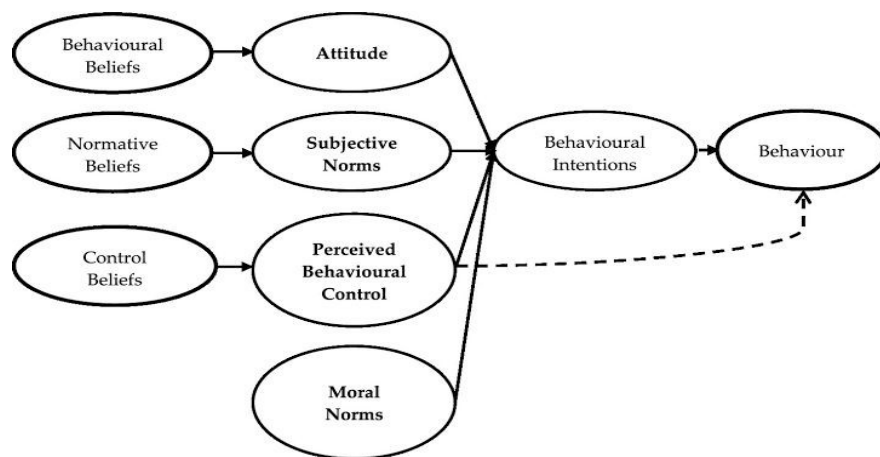 Behavioural
Beliefs
Attitude
Normative
Beliefs
Subjective
Norms
Behavioural
Intentions
Behaviour
Control
Beliefs
Perceived
Behavioural
Control
Moral
Norms